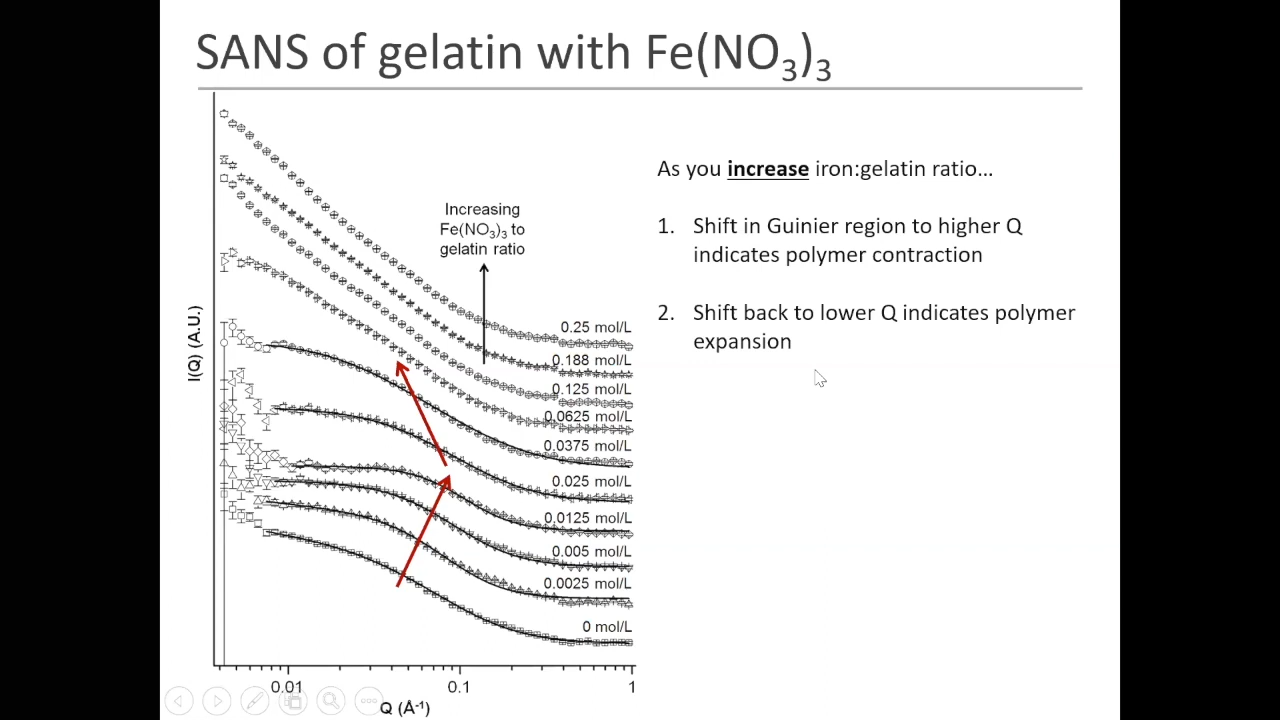 SANS of gelatin with Fe(NO₃)₃
As you increase iron:gelatin ratio…
1. Shift in Guinier region to higher Q
indicates polymer contraction
2. Shift back to lower Q indicates polymer
expansion
Increasing
Fe(NO₃)₃ to
gelatin ratio
I(Q) (A.U.)
0.25 mol/L
0.188 mol/L
0.125 mol/L
0.0625 mol/L
0.0375 mol/L
0.025 mol/L
0.0125 mol/L
0.005 mol/L
0.0025 mol/L
0 mol/L
0.01 0.1 1
Q (Å⁻¹)